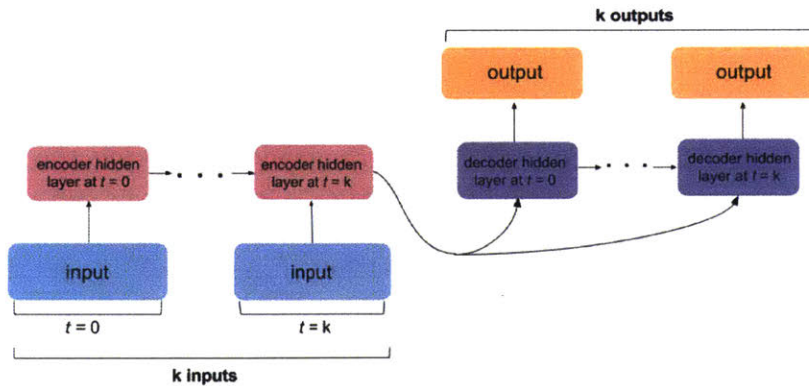 k outputs
output
output
encoder hidden
layer at t = 0
encoder hidden
layer at t = k
decoder hidden
layer at t = 0
decoder hidden
layer at t = k
input
input
t = 0
t = k
k inputs